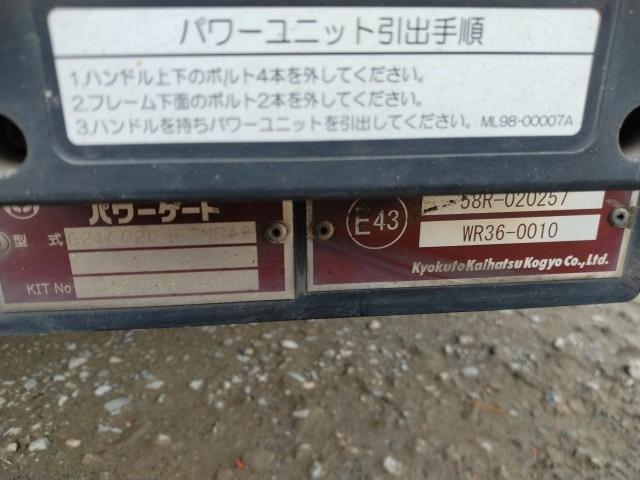 パワーユニット引出手順
1.ハンドル上下のボルト4本を外してください。
2.フレーム下面のボルト2本を外してください。
3.ハンドルを持ちパワーユニットを引出してください。 ML98-00007A
パワーゲート
型式
KIT No
E43
58R-020257
WR36-0010
Kyokuto Kaihatsu Kogyo Co., Ltd.